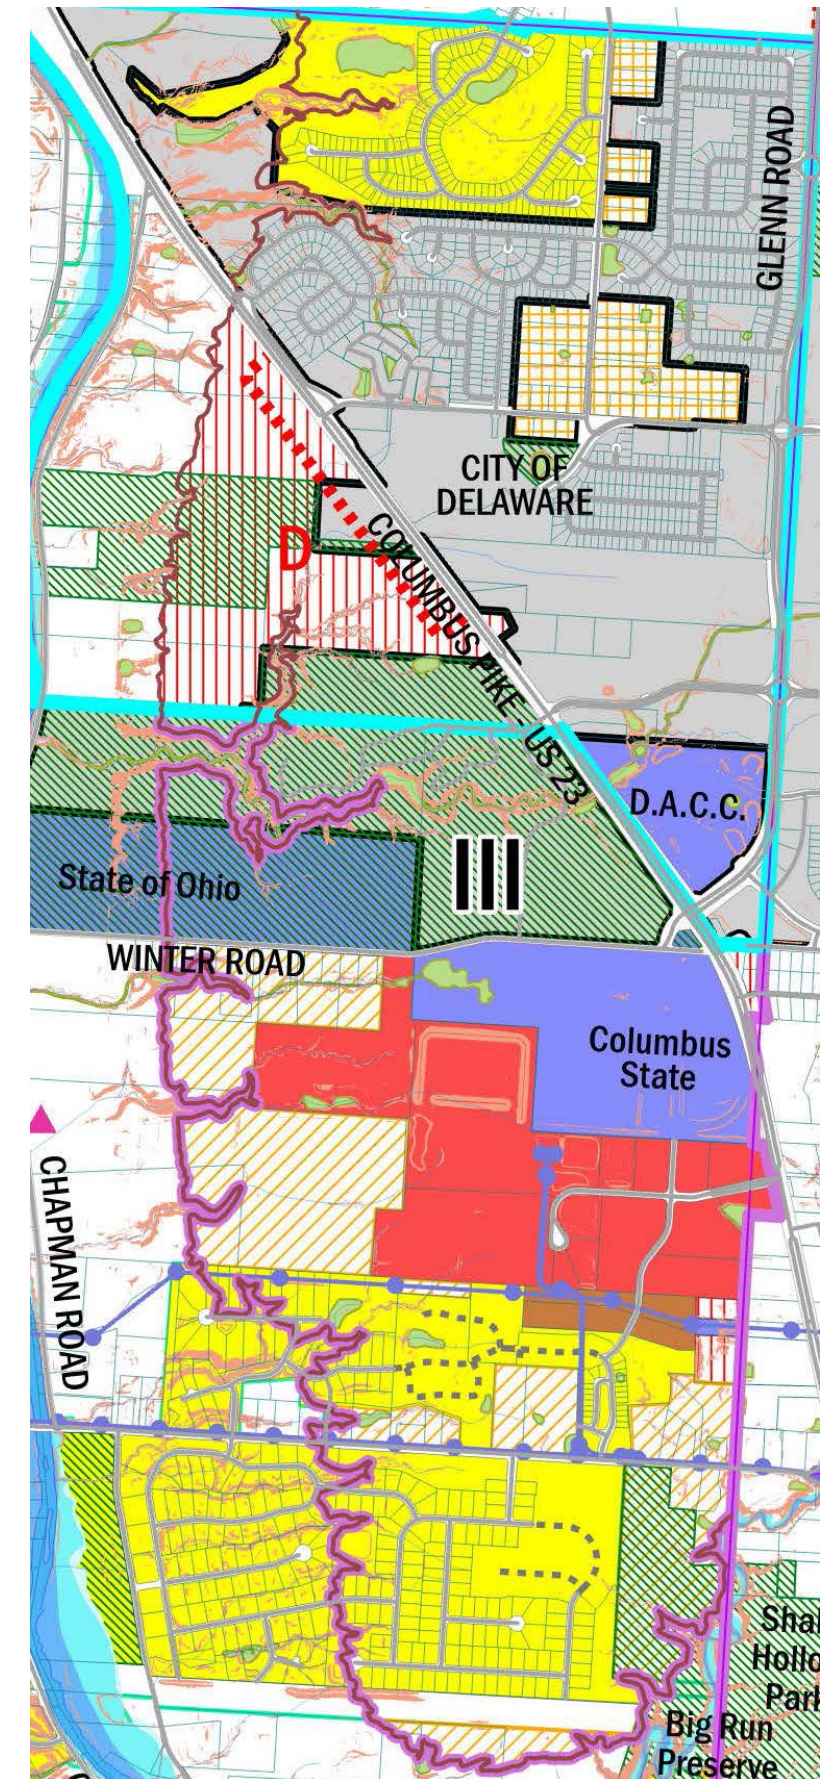 GLENN ROAD
CITY OF
DELAWARE
D
COLUMBUS PIKE - US 23
D.A.C.C.
III
State of Ohio
WINTER ROAD
Columbus
State
CHAPMAN ROAD
Big Run
Preserve